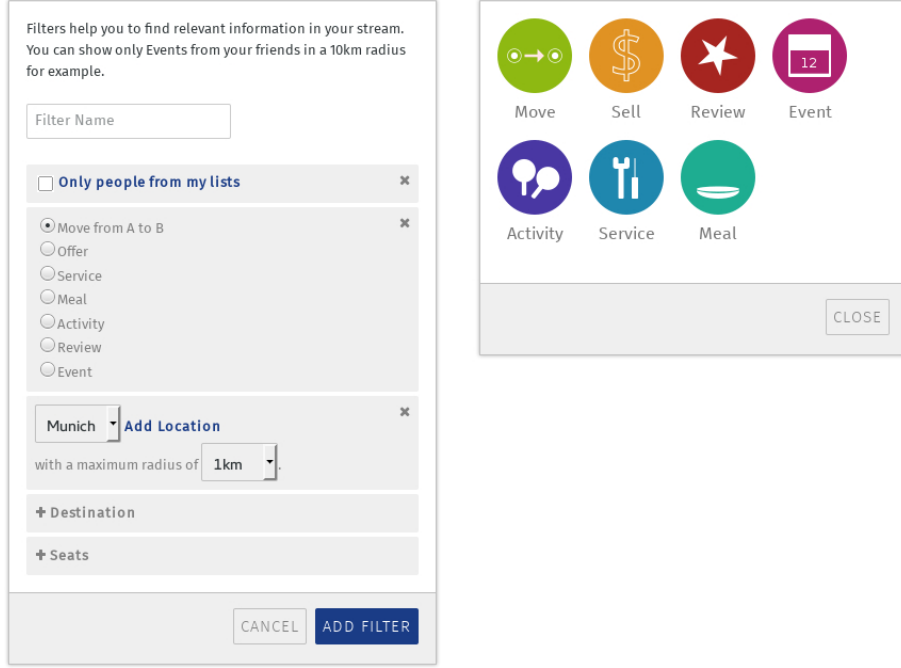 Filters help you to find relevant information in your stream.
You can show only Events from your friends in a 10km radius
for example.
Filter Name
Only people from my lists
Move from A to B
Offer
Service
Meal
Activity
Review
Event
Munich Add Location
with a maximum radius of 1km .
+ Destination
+ Seats
CANCEL ADD FILTER
12
Move Sell Review Event
Activity Service Meal
CLOSE